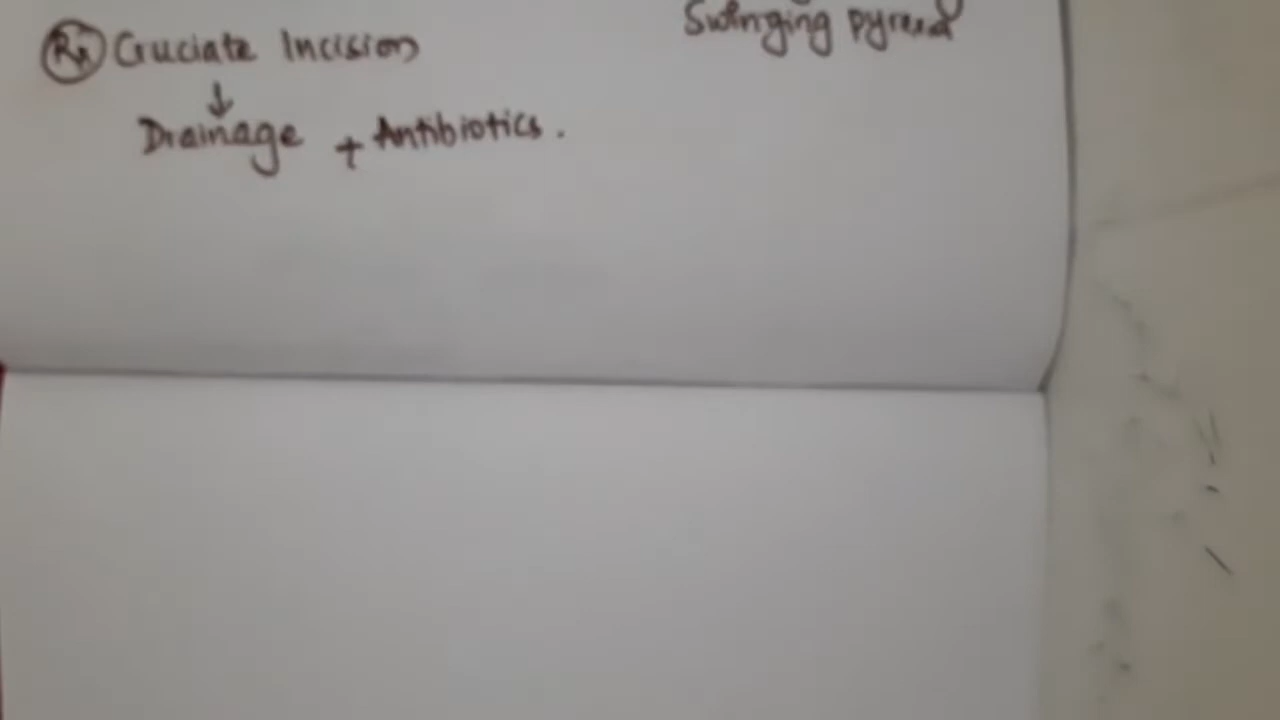 Swinging pyrexia
Rx Cruciate Incision
↓
Drainage + Antibiotics.